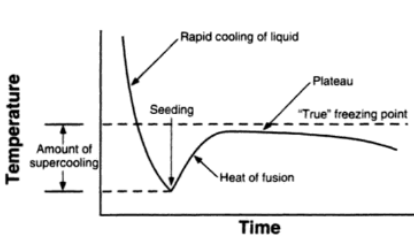 Rapid cooling of liquid
Plateau
Seeding
"True" freezing point
Temperature
Amount of
supercooling
Heat of fusion
Time